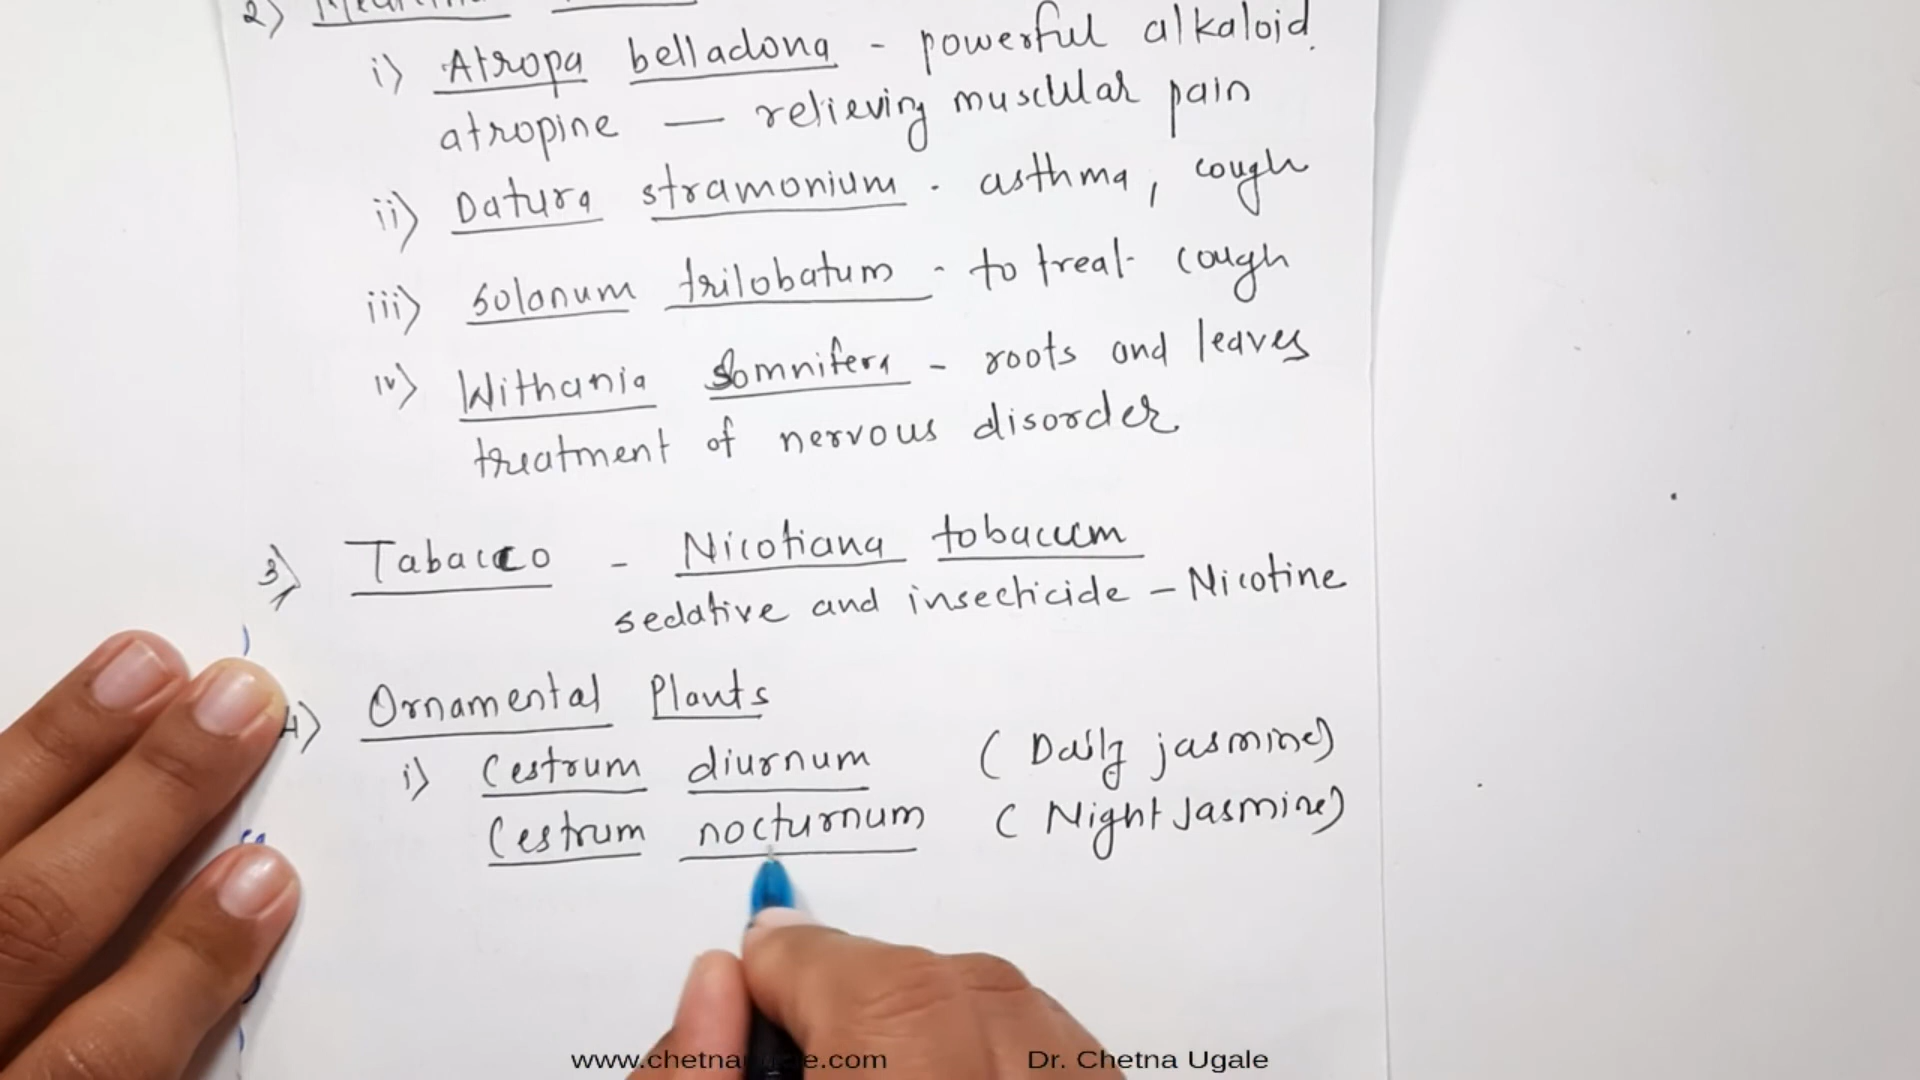 2)
i) Atropa belladona - powerful alkaloid
atropine — relieving muscular pain
ii) Datura stramonium - asthma, cough
iii) Solanum trilobatum - to treat cough
iv) Withania Somnifera - roots and leaves
treatment of nervous disorder
3) Tabacco - Nicotiana tobaccum
sedative and insecticide - Nicotine
4) Ornamental Plants
i) Cestrum diurnum (Daily jasmine)
Cestrum nocturnum (Night Jasmine)
Dr. Chetna Ugale